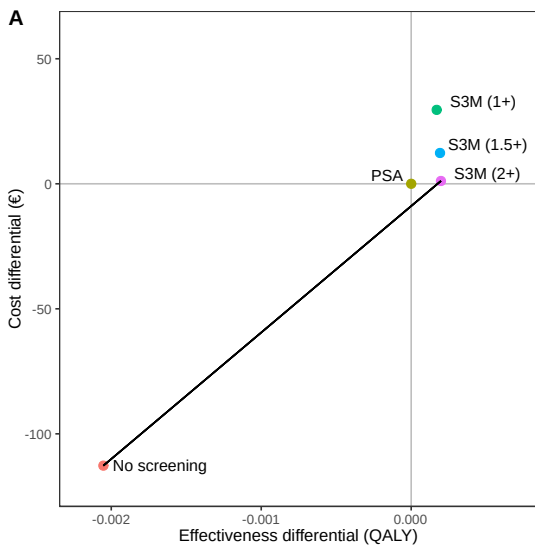 A
50
0
-50
-100
Cost differential (€)
S3M (1+)
S3M (1.5+)
PSA
S3M (2+)
No screening
-0.002
-0.001
0.000
Effectiveness differential (QALY)